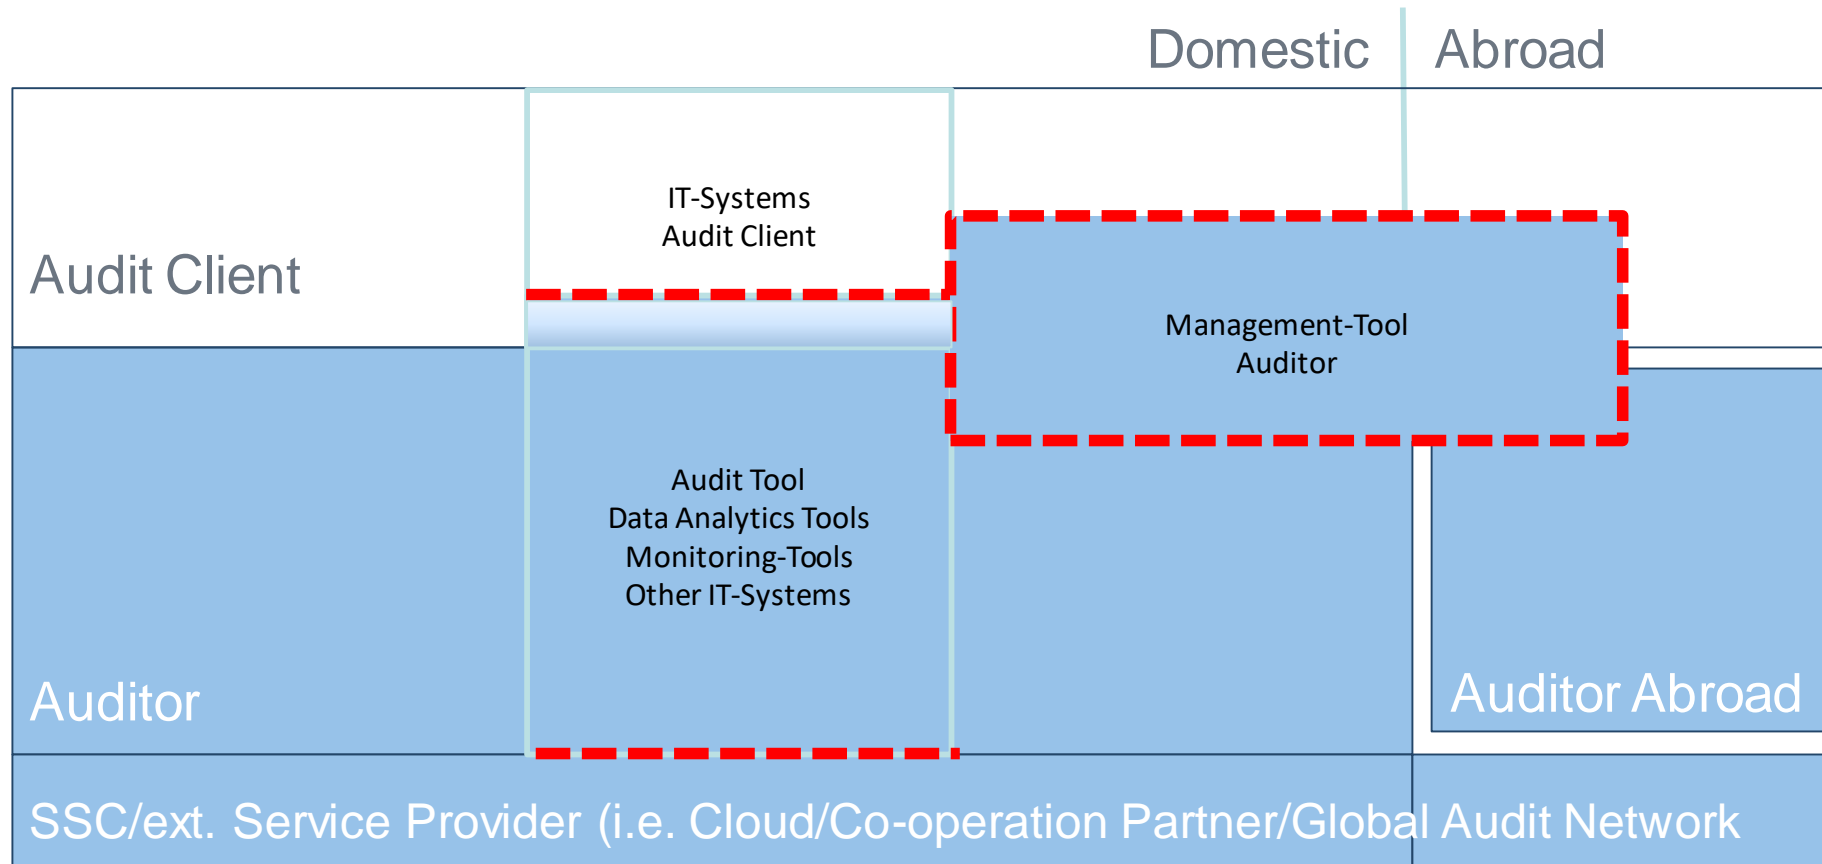 Domestic
Abroad
IT-Systems
Audit Client
Audit Client
Management-Tool
Auditor
Audit Tool
Data Analytics Tools
Monitoring-Tools
Other IT-Systems
Auditor
Auditor Abroad
SSC/ext. Service Provider (i.e. Cloud/Co-operation Partner/Global Audit Network